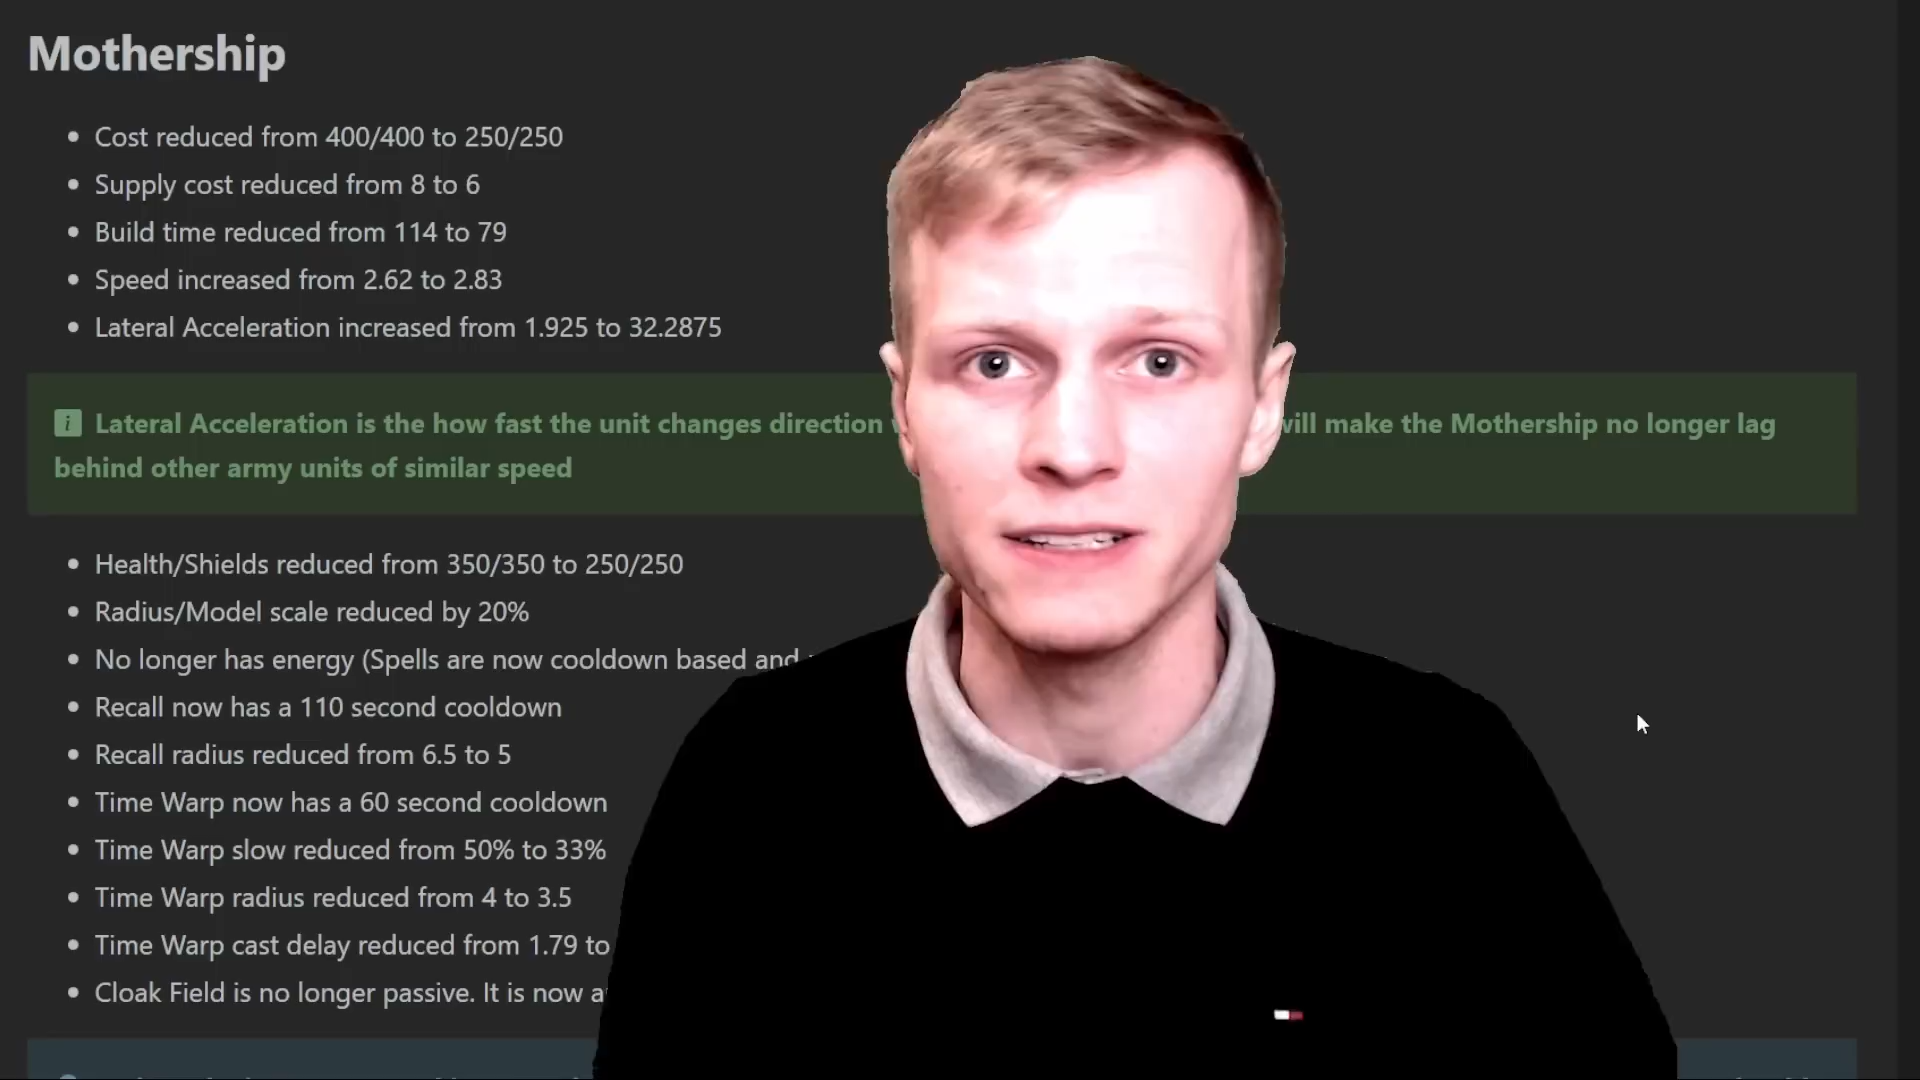 Mothership
Cost reduced from 400/400 to 250/250
Supply cost reduced from 8 to 6
Build time reduced from 114 to 79
Speed increased from 2.62 to 2.83
Lateral Acceleration increased from 1.925 to 32.2875
i Lateral Acceleration is the how fast the unit changes direction will make the Mothership no longer lag
behind other army units of similar speed
Health/Shields reduced from 350/350 to 250/250
Radius/Model scale reduced by 20%
No longer has energy (Spells are now cooldown based and
Recall now has a 110 second cooldown
Recall radius reduced from 6.5 to 5
Time Warp now has a 60 second cooldown
Time Warp slow reduced from 50% to 33%
Time Warp radius reduced from 4 to 3.5
Time Warp cast delay reduced from 1.79 to
Cloak Field is no longer passive. It is now